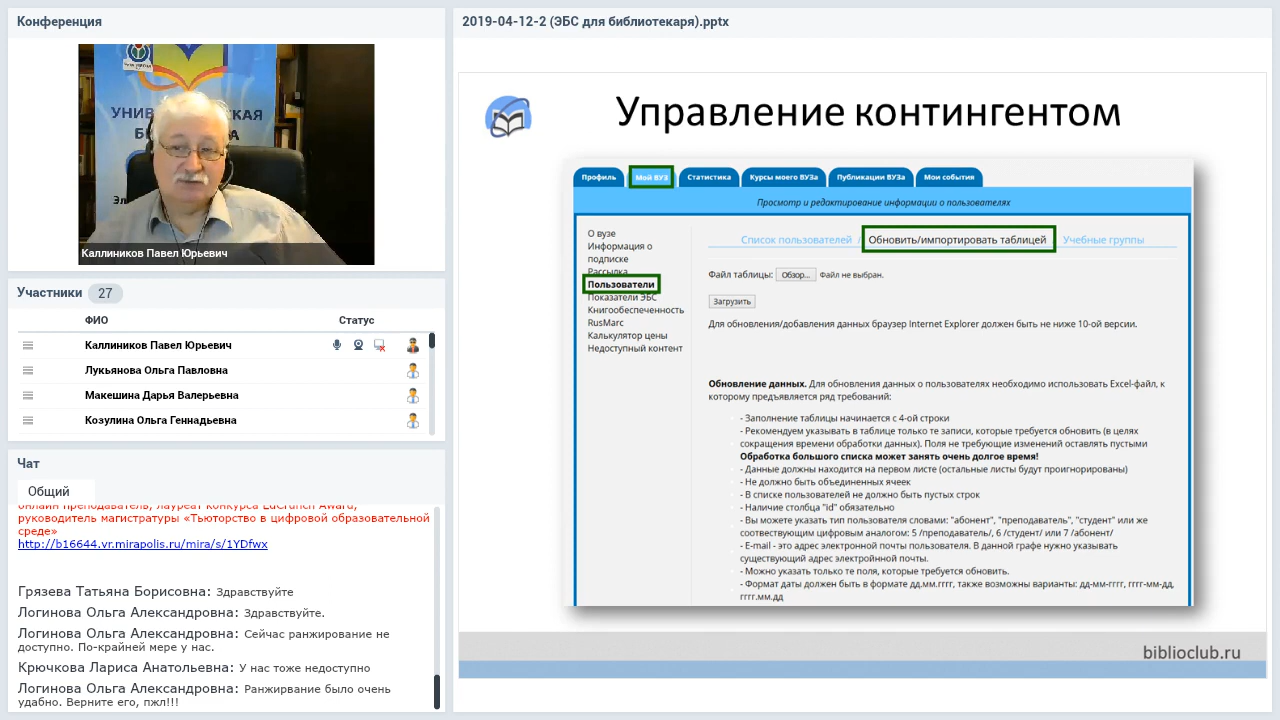 Конференция
УНИВ
СКАЯ
Б
А
Эл
Каллиников Павел Юрьевич
Участники 27
ФИО Статус
Каллиников Павел Юрьевич
Лукьянова Ольга Павловна
Макешина Дарья Валерьевна
Козулина Ольга Геннадьевна
Чат
Общий
онлайн преподаватель, лауреат конкурса EdCrunch Award,
руководитель магистратуры «Тьюторство в цифровой образовательной
среде»
http://b16644.vr.mirapolis.ru/mira/s/1YDfwx
Грязева Татьяна Борисовна: Здравствуйте
Логинова Ольга Александровна: Здравствуйте.
Логинова Ольга Александровна: Сейчас ранжирование не
доступно. По-крайней мере у нас.
Крючкова Лариса Анатольевна: У нас тоже недоступно
Логинова Ольга Александровна: Ранжирвание было очень
удабно. Верните его, пжл!!!
2019-04-12-2 (ЭБС для библиотекаря).pptx
Управление контингентом
Профиль Мой ВУЗ Статистика Курсы моего ВУЗа Публикации ВУЗа Мои события
Просмотр и редактирование информации о пользователях
О вузе
Информация о
подписке
Рассылка
Пользователи
Показатели ЭБС
Книгообеспеченность
RusMarc
Калькулятор цены
Недоступный контент
Список пользователей / Обновить/импортировать таблицей Учебные группы
Файл таблицы: Обзор... Файл не выбран.
Загрузить
Для обновления/добавления данных браузер Internet Explorer должен быть не ниже 10-ой версии.
Обновление данных. Для обновления данных о пользователях необходимо использовать Excel-файл, к
которому предъявляется ряд требований:
- Заполнение таблицы начинается с 4-ой строки
- Рекомендуем указывать в таблице только те записи, которые требуется обновить (в целях
сокращения времени обработки данных). Поля не требующие изменений оставлять пустыми
Обработка большого списка может занять очень долгое время!
- Данные должны находится на первом листе (остальные листы будут проигнорированы)
- Не должно быть объединенных ячеек
- В списке пользователей не должно быть пустых строк
- Наличие столбца "id" обязательно
- Вы можете указать тип пользователя словами: "абонент", "преподаватель", "студент" или же
соотвествующим цифровым аналогом: 5 /преподаватель/, 6 /студент/ или 7 /абонент/
- E-mail - это адрес электронной почты пользователя. В данной графе нужно указывать
существующий адрес электройнной почты.
- Можно указать только те поля, которые требуется обновить.
- Формат даты должен быть в формате дд.мм.гггг, также возможны варианты: дд-мм-гггг, гггг-мм-дд,
гггг.мм.дд
biblioclub.ru